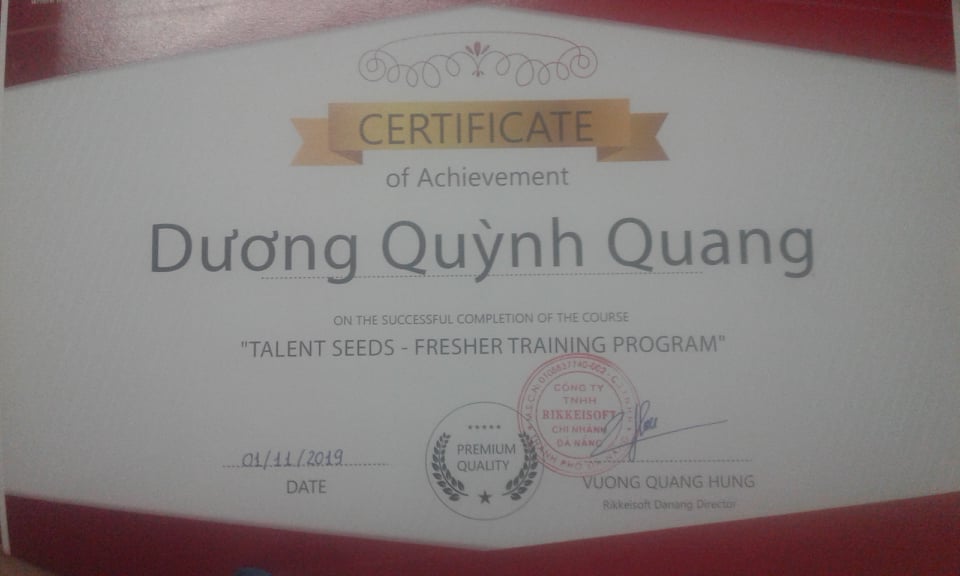 CERTIFICATE
of Achievement
Dương Quỳnh Quang
ON THE SUCCESSFUL COMPLETION OF THE COURSE
"TALENT SEEDS - FRESHER TRAINING PROGRAM"
CÔNG TY
TNHH
RIKKEISOFT
CHI NHÁNH
ĐÀ NẴNG
PREMIUM
QUALITY
01/11/2019
DATE
VUONG QUANG HUNG
Rikkeisoft Danang Director